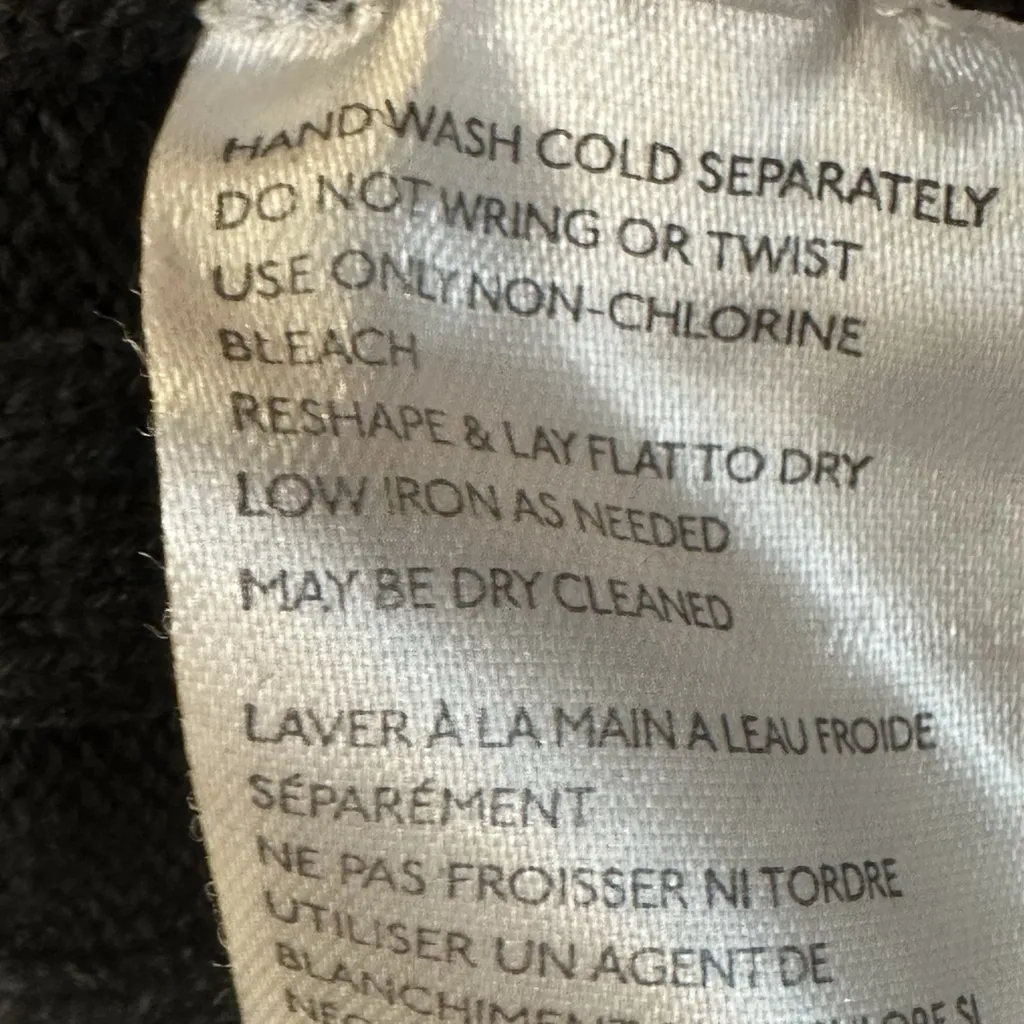 HAND WASH COLD SEPARATELY
DO NOT WRING OR TWIST
USE ONLY NON-CHLORINE
BLEACH
RESHAPE & LAY FLAT TO DRY
LOW IRON AS NEEDED
MAY BE DRY CLEANED
LAVER À LA MAIN A LEAU FROIDE
SÉPARÉMENT
NE PAS FROISSER NI TORDRE
UTILISER UN AGENT DE
BLANCHIMENT SI